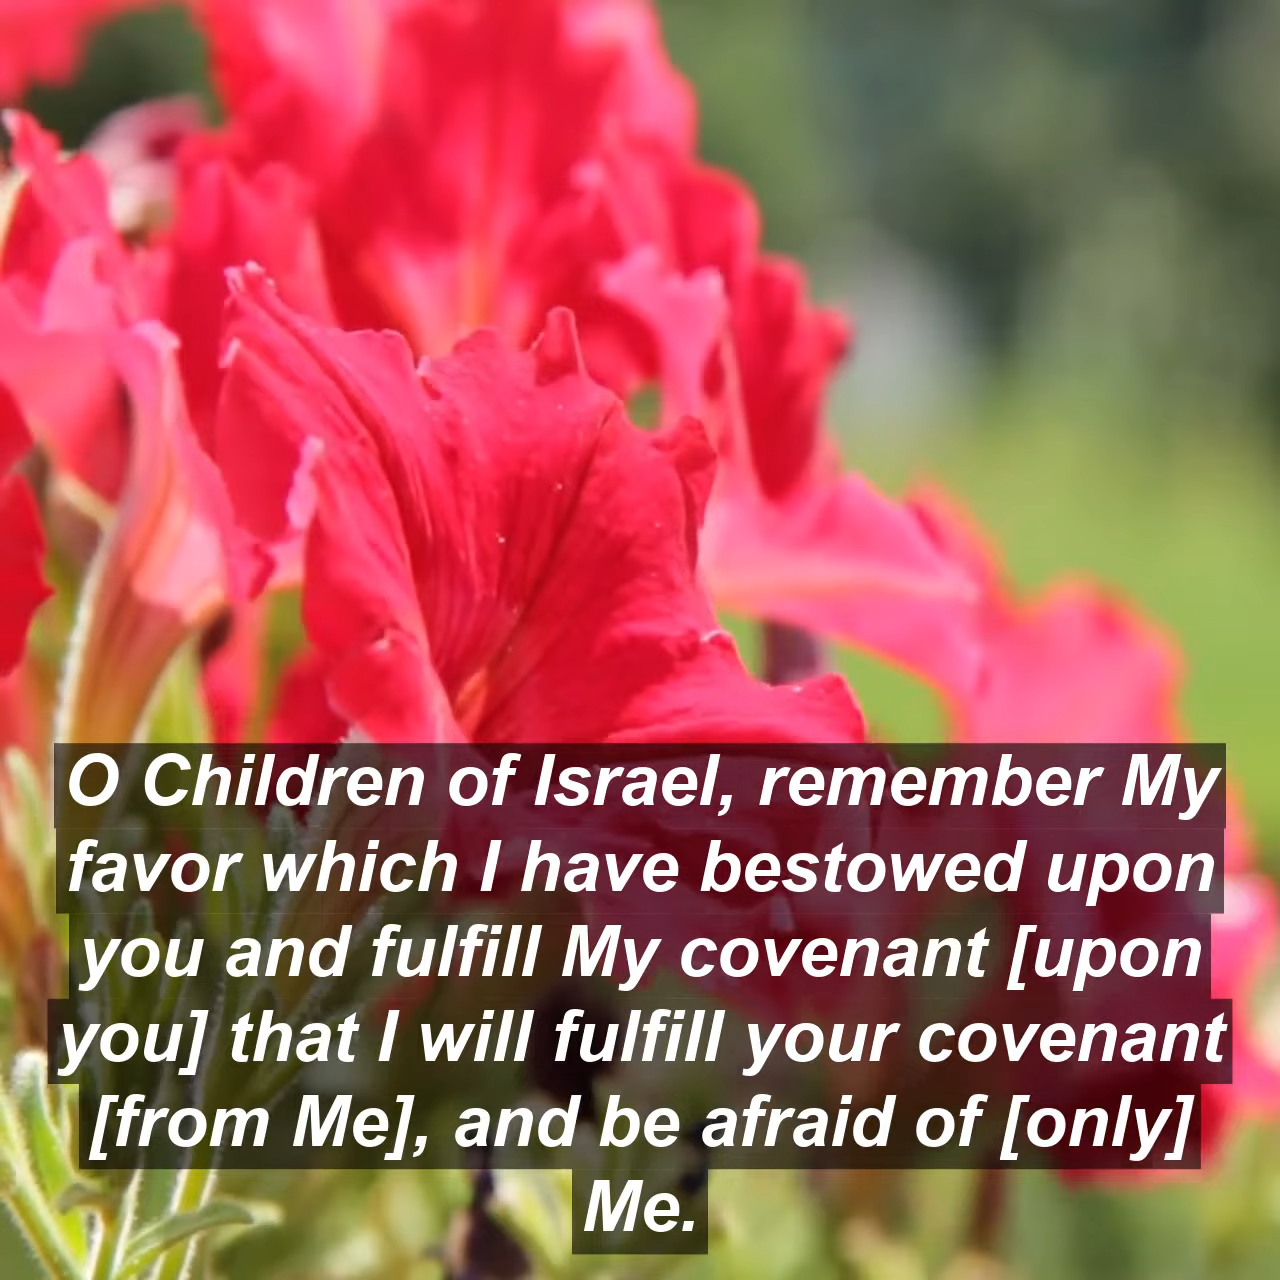 O Children of Israel, remember My
favor which I have bestowed upon
you and fulfill My covenant [upon
you] that I will fulfill your covenant
[from Me], and be afraid of [only]
Me.